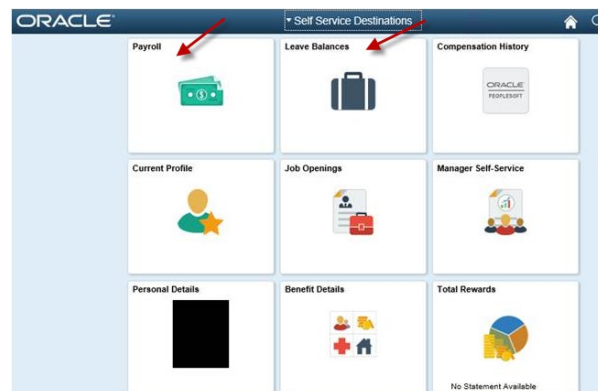 ORACLE
Self Service Destinations
Payroll
Leave Balances
Compensation History
ORACLE
PEOPLESOFT
Current Profile
Job Openings
Manager Self-Service
Personal Details
Benefit Details
Total Rewards
No Statement Available